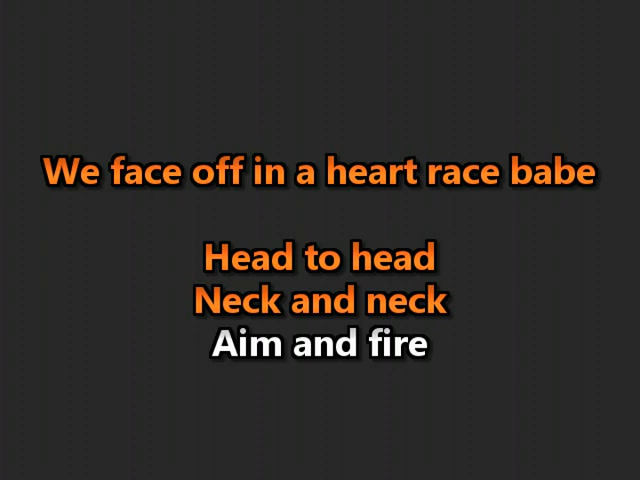 We face off in a heart race babe
Head to head
Neck and neck
Aim and fire